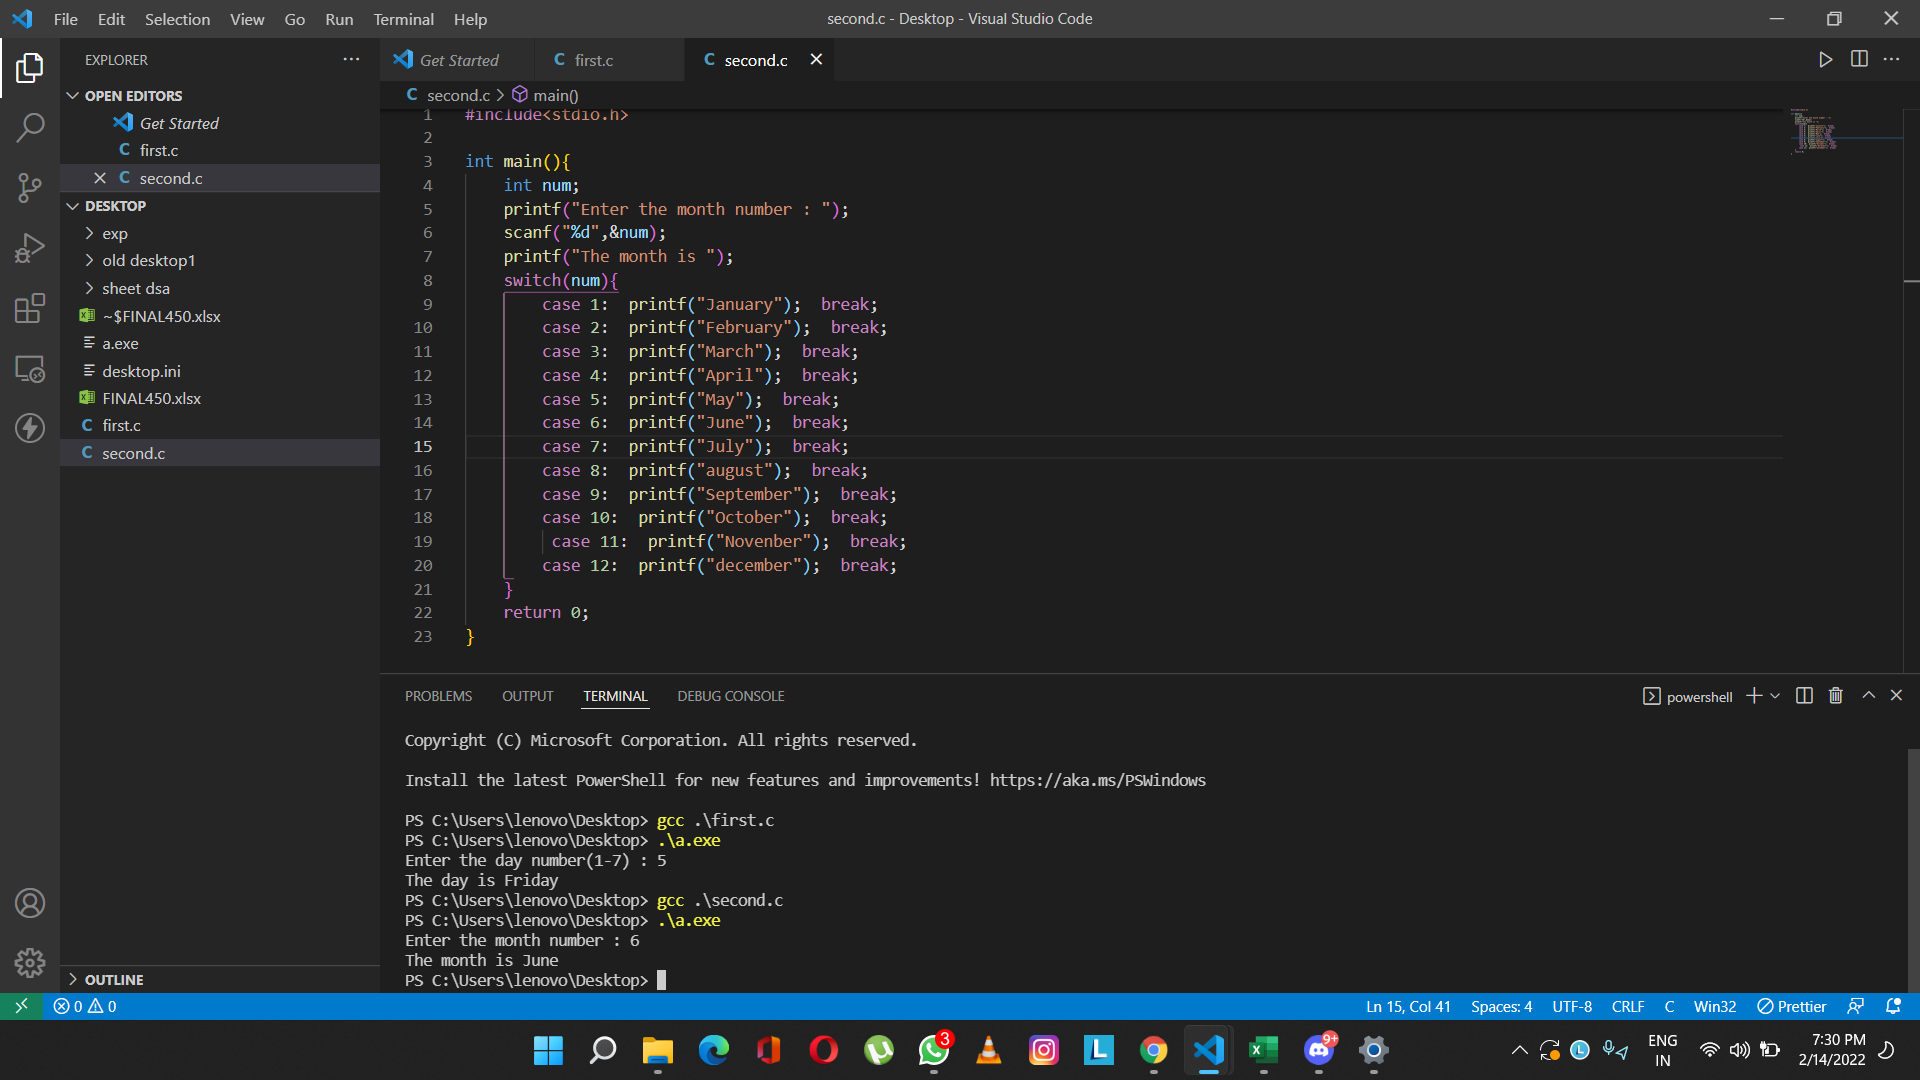 File Edit Selection View Go Run Terminal Help
second.c - Desktop - Visual Studio Code
EXPLORER
OPEN EDITORS
Get Started
first.c
second.c
DESKTOP
exp
old desktop1
sheet dsa
~$FINAL450.xlsx
a.exe
desktop.ini
FINAL450.xlsx
C first.c
C second.c
OUTLINE
Get Started
C first.c
C second.c
C second.c > main()
1 #include<stdio.h>
2
3 int main(){
4 int num;
5 printf("Enter the month number : ");
6 scanf("%d",&num);
7 printf("The month is ");
8 switch(num){
9 case 1: printf("January"); break;
10 case 2: printf("February"); break;
11 case 3: printf("March"); break;
12 case 4: printf("April"); break;
13 case 5: printf("May"); break;
14 case 6: printf("June"); break;
15 case 7: printf("July"); break;
16 case 8: printf("august"); break;
17 case 9: printf("September"); break;
18 case 10: printf("October"); break;
19 case 11: printf("Novenber"); break;
20 case 12: printf("december"); break;
21 }
22 return 0;
23 }
PROBLEMS OUTPUT TERMINAL DEBUG CONSOLE
powershell
Copyright (C) Microsoft Corporation. All rights reserved.
Install the latest PowerShell for new features and improvements! https://aka.ms/PSWindows
PS C:\Users\lenovo\Desktop> gcc .\first.c
PS C:\Users\lenovo\Desktop> .\a.exe
Enter the day number(1-7) : 5
The day is Friday
PS C:\Users\lenovo\Desktop> gcc .\second.c
PS C:\Users\lenovo\Desktop> .\a.exe
Enter the month number : 6
The month is June
PS C:\Users\lenovo\Desktop>
0 0
Ln 15, Col 41 Spaces: 4 UTF-8 CRLF C Win32 Prettier
3
9+
ENG
IN
7:30 PM
2/14/2022